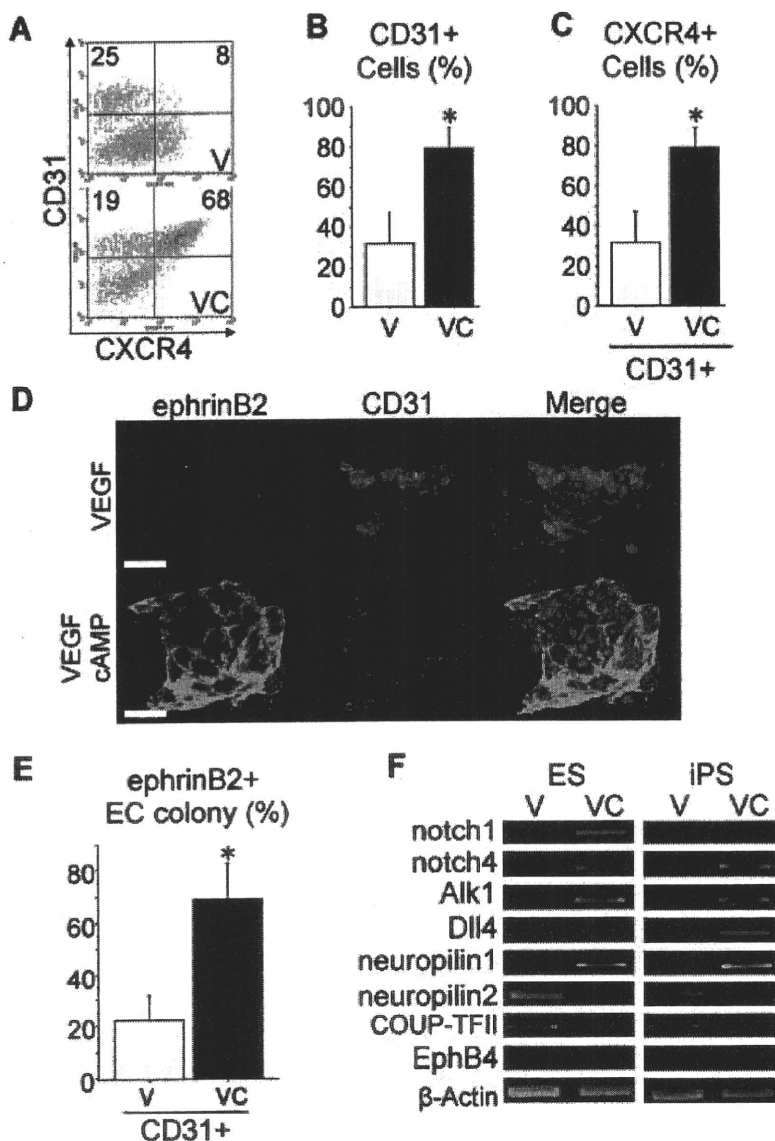 A
25
8
V
19
68
VC
CD31
CXCR4
B
CD31+
Cells (%)
100
80
60
40
20
0
*
V VC
C
CXCR4+
Cells (%)
100
80
60
40
20
0
*
V VC
CD31+
D
ephrinB2 CD31 Merge
VEGF
VEGF
cAMP
E
ephrinB2+
EC colony (%)
80
60
40
20
0
*
V VC
CD31+
F
ES iPS
V VC V VC
notch1
notch4
Alk1
Dll4
neuropilin1
neuropilin2
COUP-TFII
EphB4
β-Actin